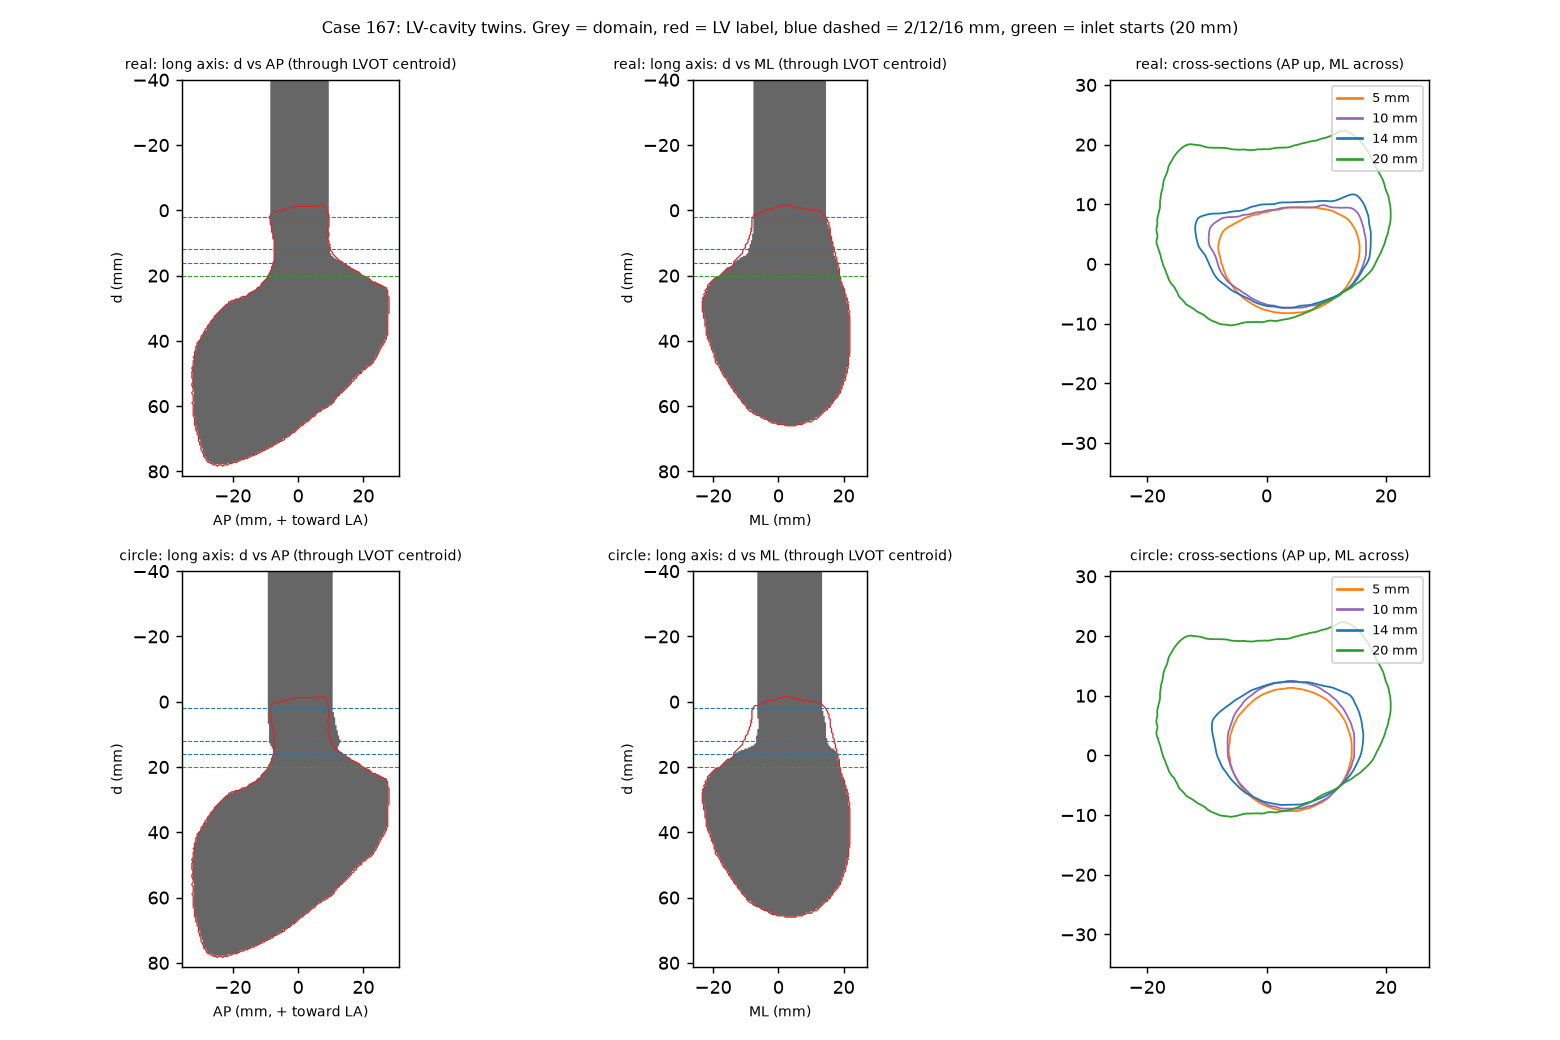 Case 167: LV-cavity twins. Grey = domain, red = LV label, blue dashed = 2/12/16 mm, green = inlet starts (20 mm)
real: long axis: d vs AP (through LVOT centroid)
−40
−20
0
20
40
60
80
d (mm)
−20
0
20
AP (mm, + toward LA)
real: long axis: d vs ML (through LVOT centroid)
−40
−20
0
20
40
60
80
d (mm)
−20
0
20
ML (mm)
real: cross-sections (AP up, ML across)
30
20
10
0
−10
−20
−30
−20
0
20
5 mm
10 mm
14 mm
20 mm
circle: long axis: d vs AP (through LVOT centroid)
−40
−20
0
20
40
60
80
d (mm)
−20
0
20
AP (mm, + toward LA)
circle: long axis: d vs ML (through LVOT centroid)
−40
−20
0
20
40
60
80
d (mm)
−20
0
20
ML (mm)
circle: cross-sections (AP up, ML across)
30
20
10
0
−10
−20
−30
−20
0
20
5 mm
10 mm
14 mm
20 mm